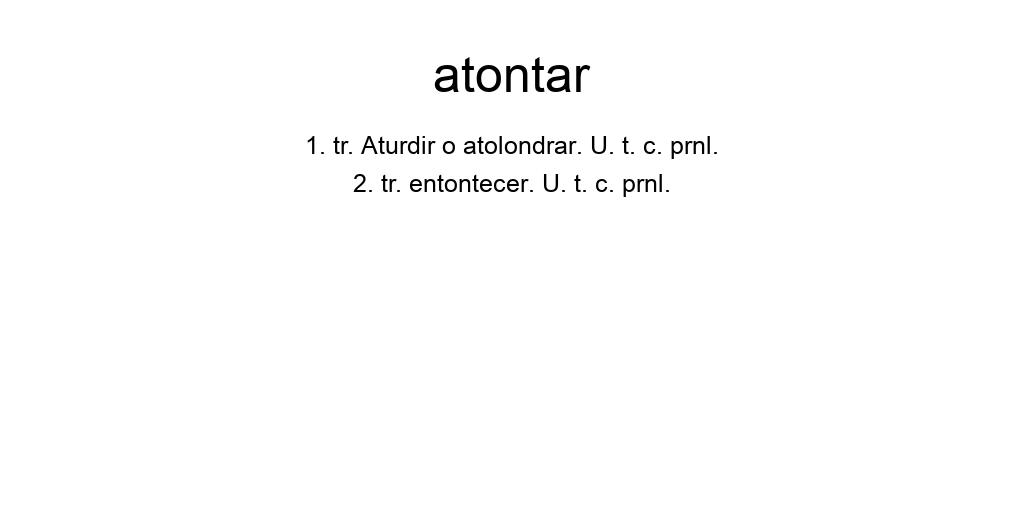 atontar
1. tr. Aturdir o atolondrar. U. t. c. prnl.
2. tr. entontecer. U. t. c. prnl.